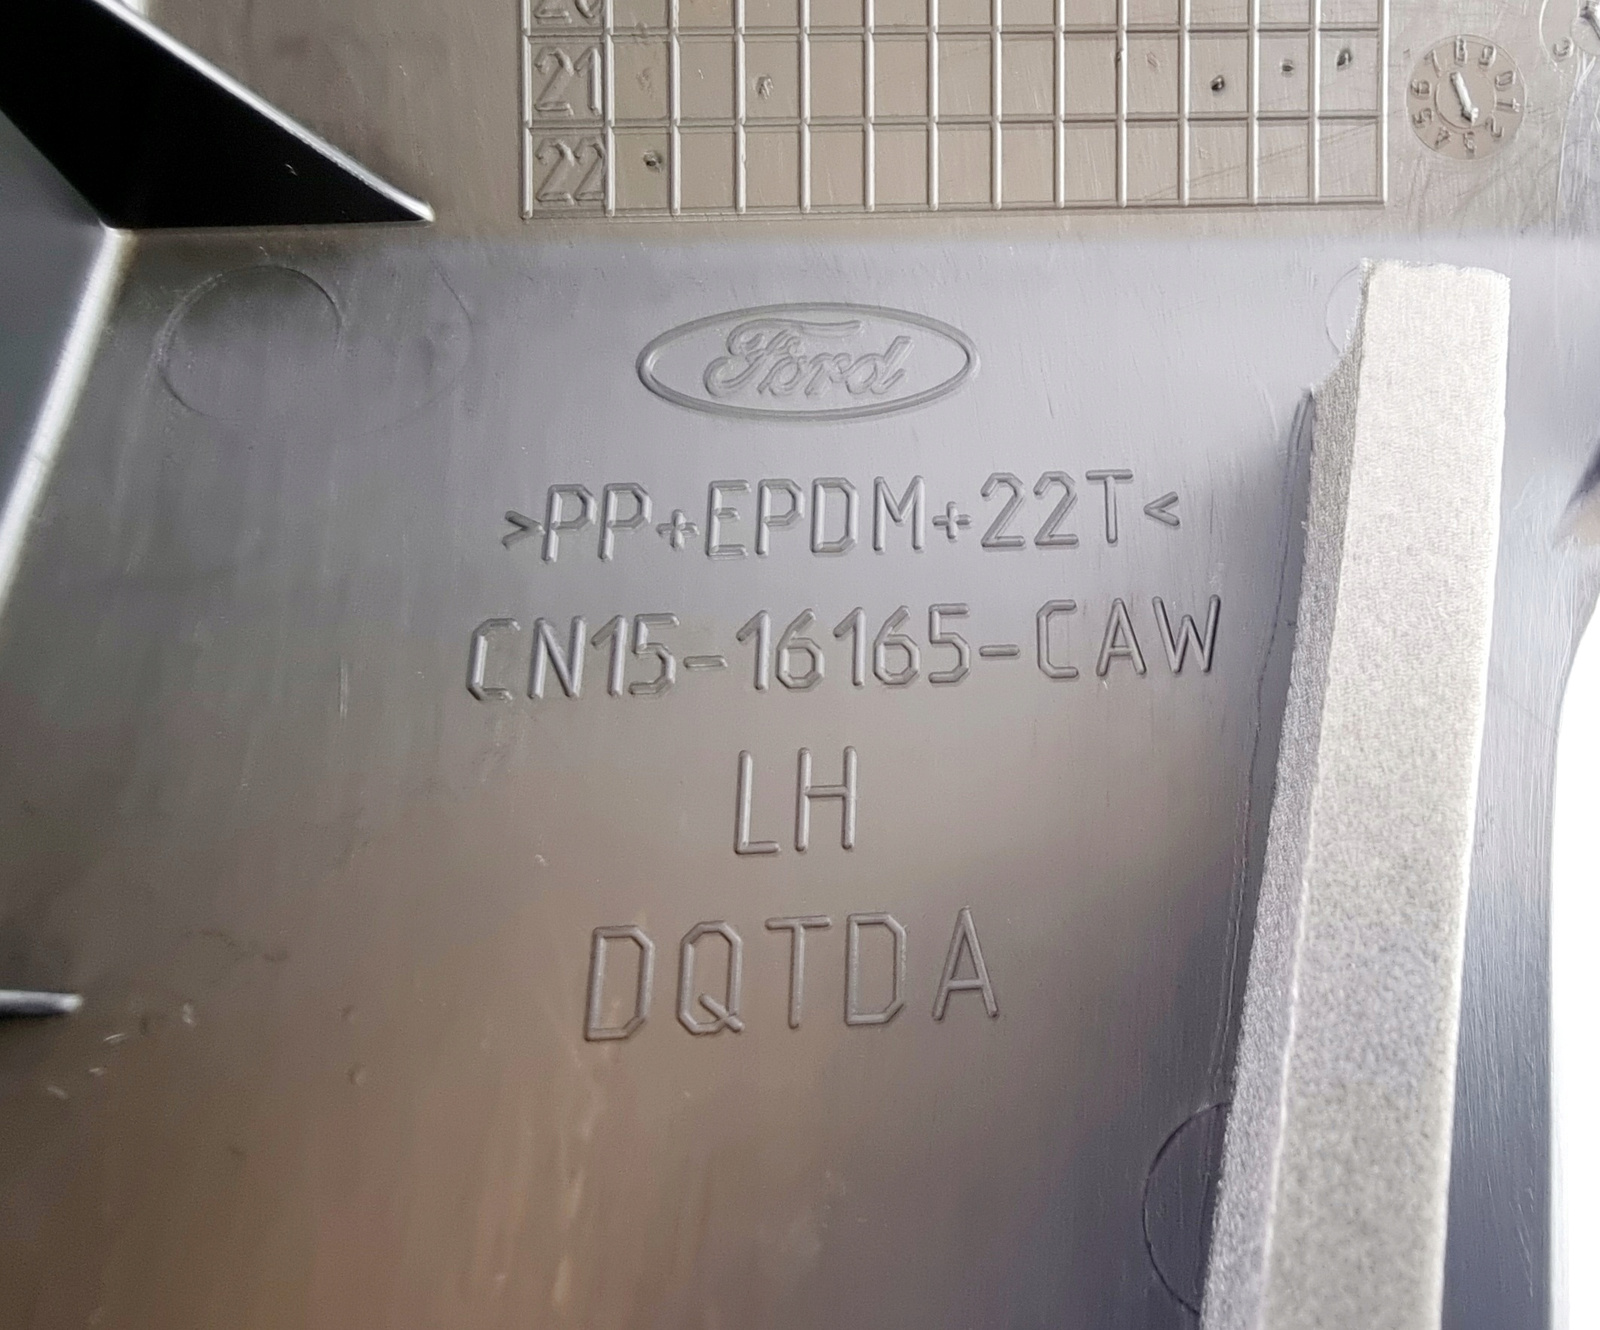 21
22
Ford
>PP+EPDM+22T<
CN15-16165-CAW
LH
DQTDA